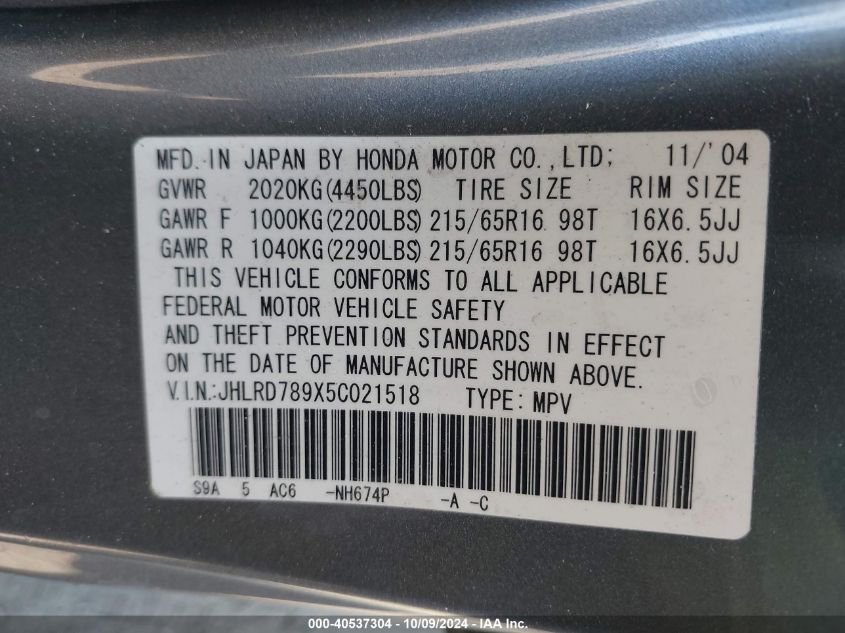 MFD. IN JAPAN BY HONDA MOTOR CO.,LTD; 11/'04
GVWR 2020KG(4450LBS) TIRE SIZE RIM SIZE
GAWR F 1000KG(2200LBS) 215/65R16 98T 16X6.5JJ
GAWR R 1040KG(2290LBS) 215/65R16 98T 16X6.5JJ
THIS VEHICLE CONFORMS TO ALL APPLICABLE
FEDERAL MOTOR VEHICLE SAFETY
AND THEFT PREVENTION STANDARDS IN EFFECT
ON THE DATE OF MANUFACTURE SHOWN ABOVE.
V.I.N.:JHLRD789X5C021518 TYPE: MPV
S9A 5 AC6 -NH674P -A -C
000-40537304 - 10/09/2024 - IAA Inc.